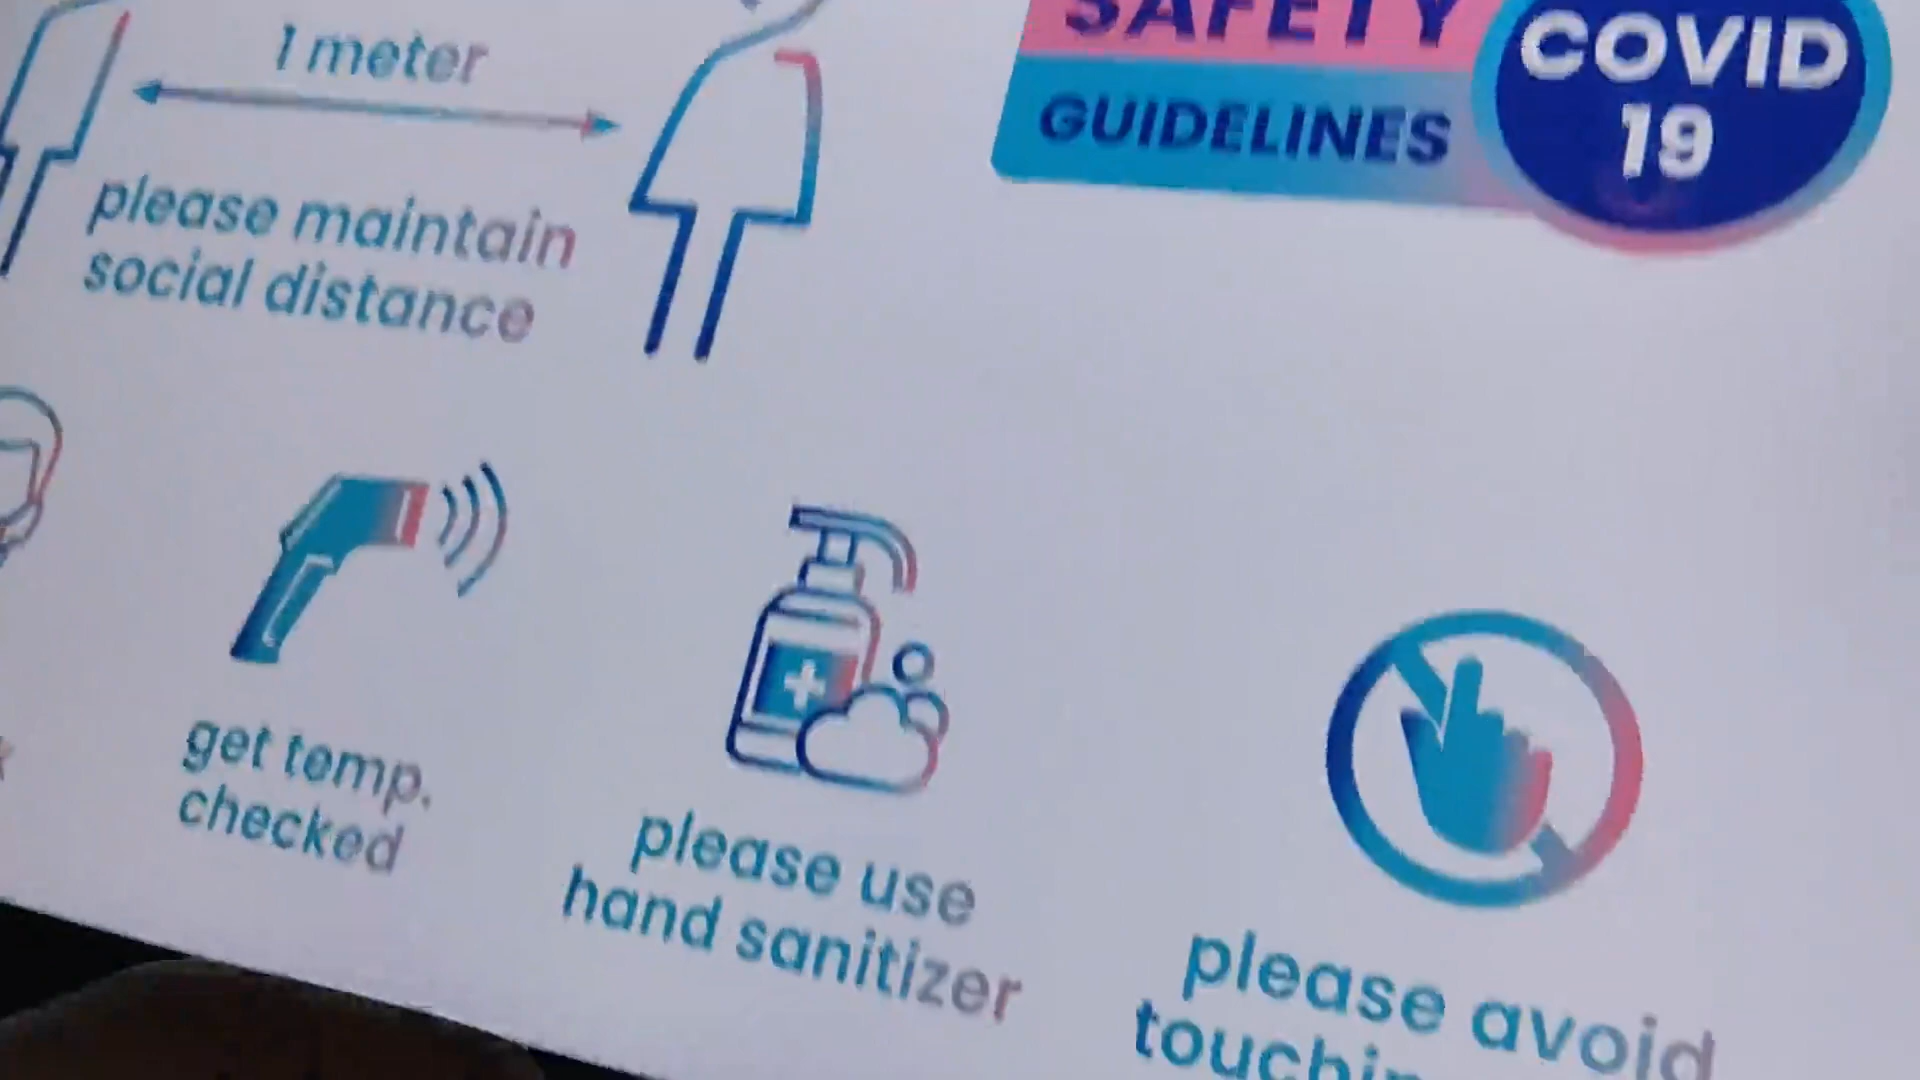 1 meter
please maintain
social distance
SAFETY
GUIDELINES
COVID
19
get temp.
checked
please use
hand sanitizer
please avoid